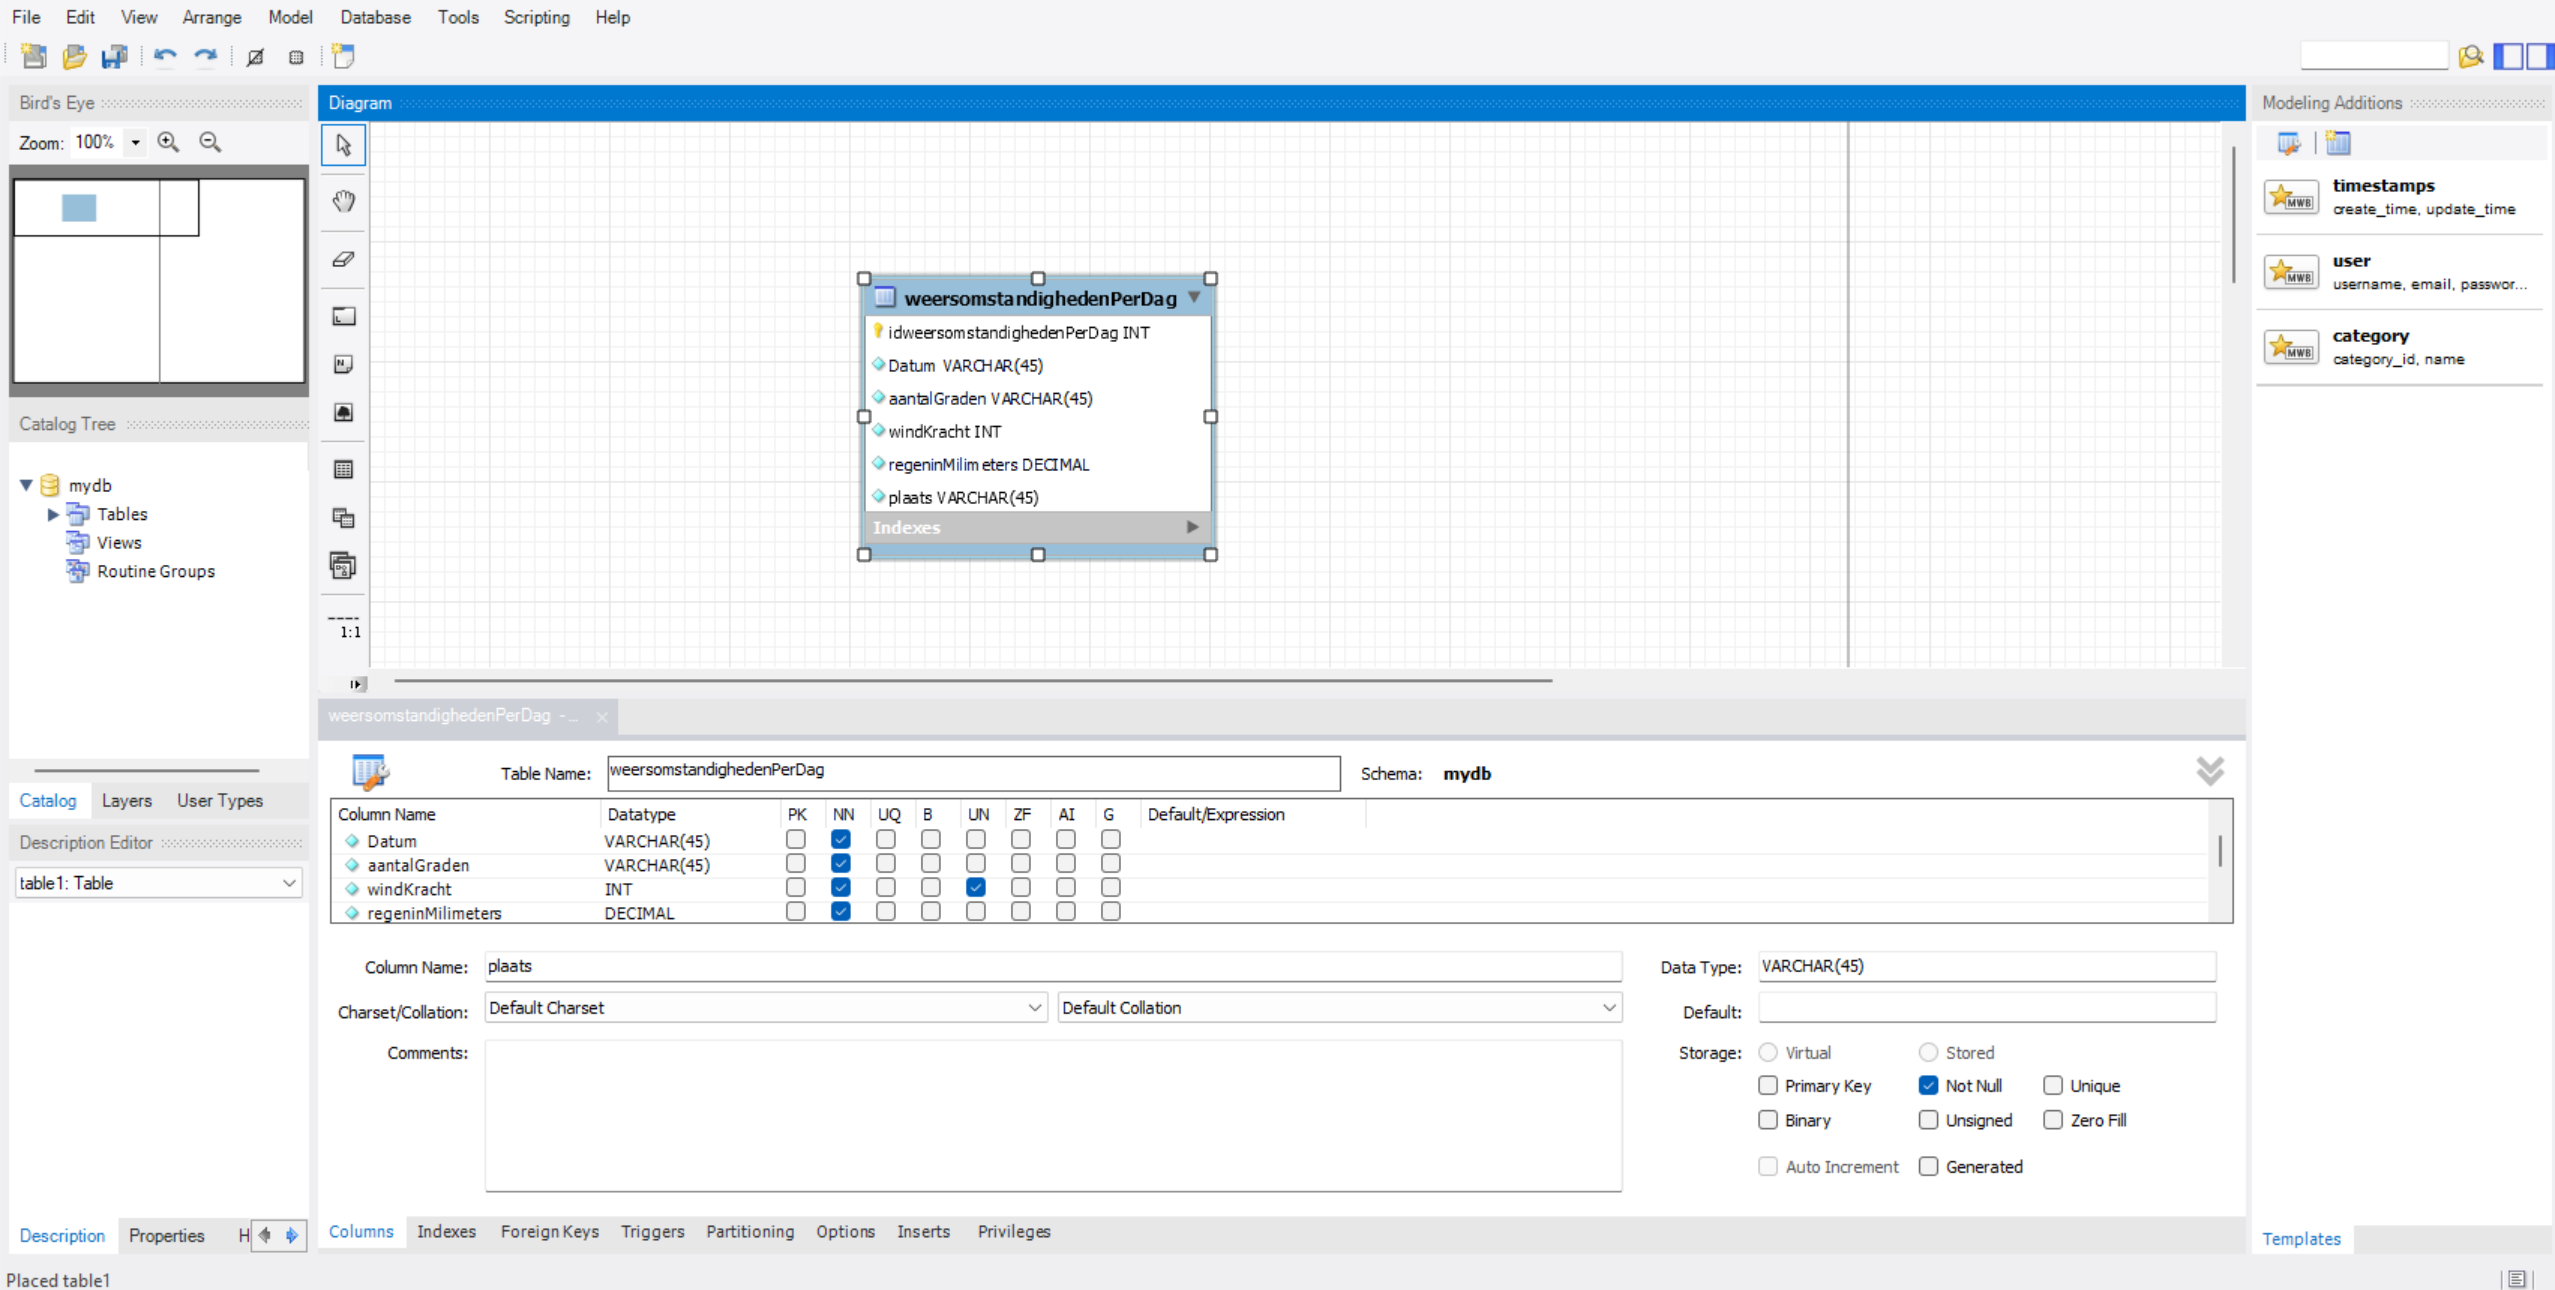 File Edit View Arrange Model Database Tools Scripting Help
Bird's Eye
Zoom: 100%
Catalog Tree
mydb
Tables
Views
Routine Groups
Catalog Layers User Types
Description Editor
table1: Table
Description Properties H
Placed table1
Diagram
1:1
weersomstandighedenPerDag
idweersomstandighedenPerDag INT
Datum VARCHAR(45)
aantalGraden VARCHAR(45)
windKracht INT
regeninMilimeters DECIMAL
plaats VARCHAR(45)
Indexes
weersomstandighedenPerDag - ...
Table Name: weersomstandighedenPerDag Schema: mydb
Column Name Datatype PK NN UQ B UN ZF AI G Default/Expression
Datum VARCHAR(45)
aantalGraden VARCHAR(45)
windKracht INT
regeninMilimeters DECIMAL
Column Name: plaats Data Type: VARCHAR(45)
Charset/Collation: Default Charset Default Collation Default:
Comments: Storage: Virtual Stored
Primary Key Not Null Unique
Binary Unsigned Zero Fill
Auto Increment Generated
Columns Indexes Foreign Keys Triggers Partitioning Options Inserts Privileges
Modeling Additions
MWB
timestamps
create_time, update_time
MWB
user
username, email, passwor...
MWB
category
category_id, name
Templates